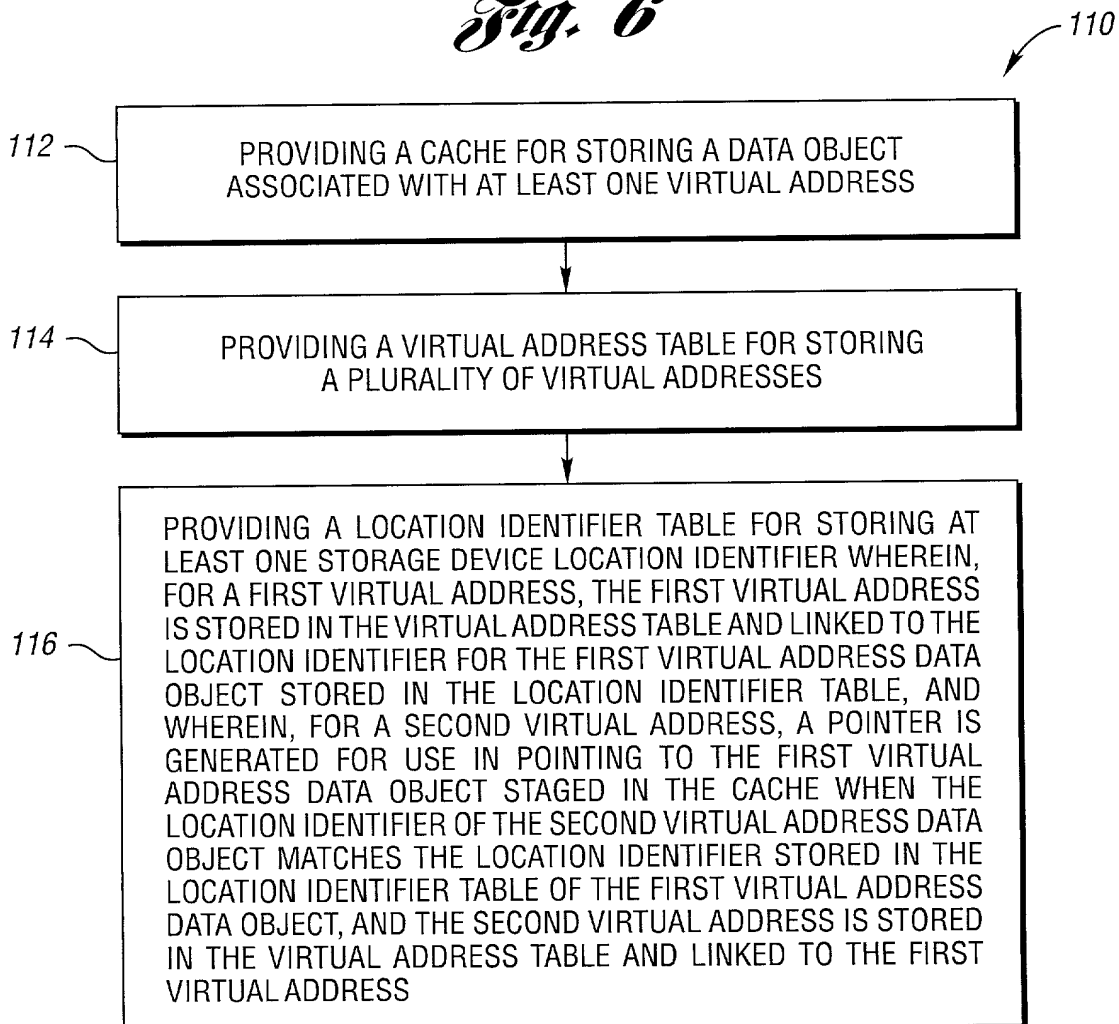 Fig. 6
110
112
PROVIDING A CACHE FOR STORING A DATA OBJECT
ASSOCIATED WITH AT LEAST ONE VIRTUAL ADDRESS
114
PROVIDING A VIRTUAL ADDRESS TABLE FOR STORING
A PLURALITY OF VIRTUAL ADDRESSES
116
PROVIDING A LOCATION IDENTIFIER TABLE FOR STORING AT
LEAST ONE STORAGE DEVICE LOCATION IDENTIFIER WHEREIN,
FOR A FIRST VIRTUAL ADDRESS, THE FIRST VIRTUAL ADDRESS
IS STORED IN THE VIRTUAL ADDRESS TABLE AND LINKED TO THE
LOCATION IDENTIFIER FOR THE FIRST VIRTUAL ADDRESS DATA
OBJECT STORED IN THE LOCATION IDENTIFIER TABLE, AND
WHEREIN, FOR A SECOND VIRTUAL ADDRESS, A POINTER IS
GENERATED FOR USE IN POINTING TO THE FIRST VIRTUAL
ADDRESS DATA OBJECT STAGED IN THE CACHE WHEN THE
LOCATION IDENTIFIER OF THE SECOND VIRTUAL ADDRESS DATA
OBJECT MATCHES THE LOCATION IDENTIFIER STORED IN THE
LOCATION IDENTIFIER TABLE OF THE FIRST VIRTUAL ADDRESS
DATA OBJECT, AND THE SECOND VIRTUAL ADDRESS IS STORED
IN THE VIRTUAL ADDRESS TABLE AND LINKED TO THE FIRST
VIRTUAL ADDRESS